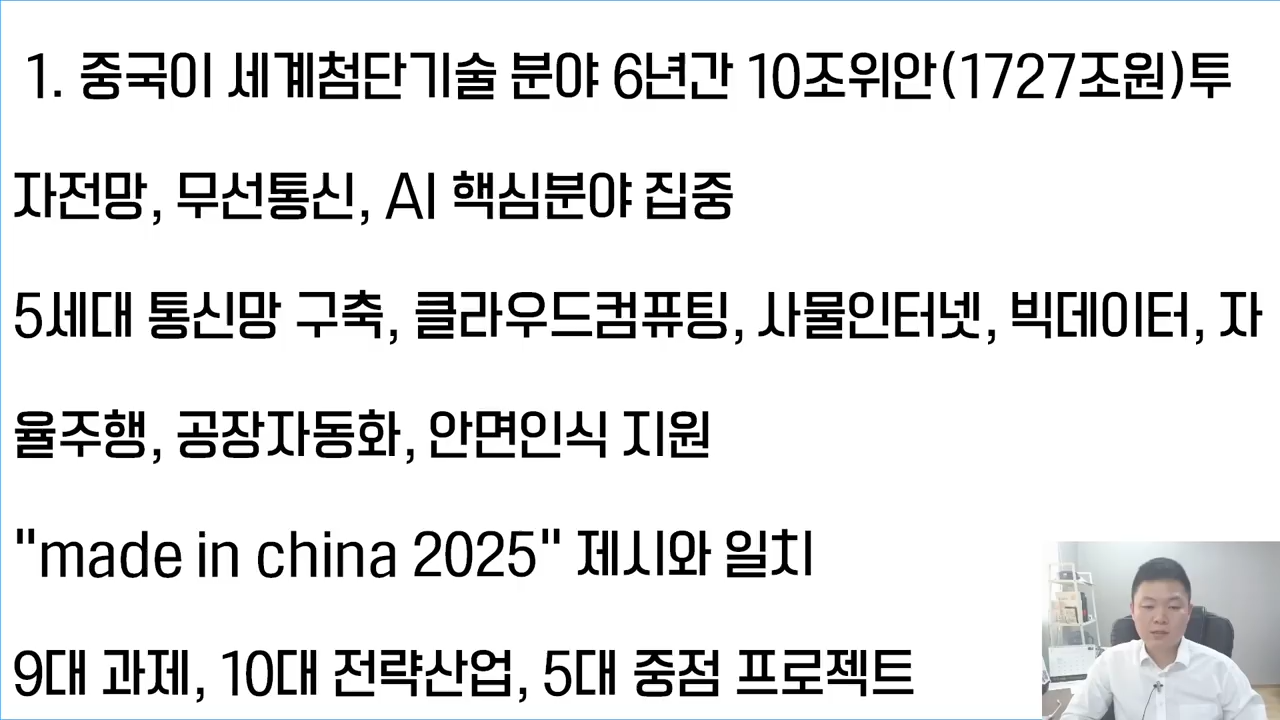 1. 중국이 세계첨단기술 분야 6년간 10조위안(1727조원)투
자전망, 무선통신, AI 핵심분야 집중
5세대 통신망 구축, 클라우드컴퓨팅, 사물인터넷, 빅데이터, 자
율주행, 공장자동화, 안면인식 지원
"made in china 2025" 제시와 일치
9대 과제, 10대 전략산업, 5대 중점 프로젝트